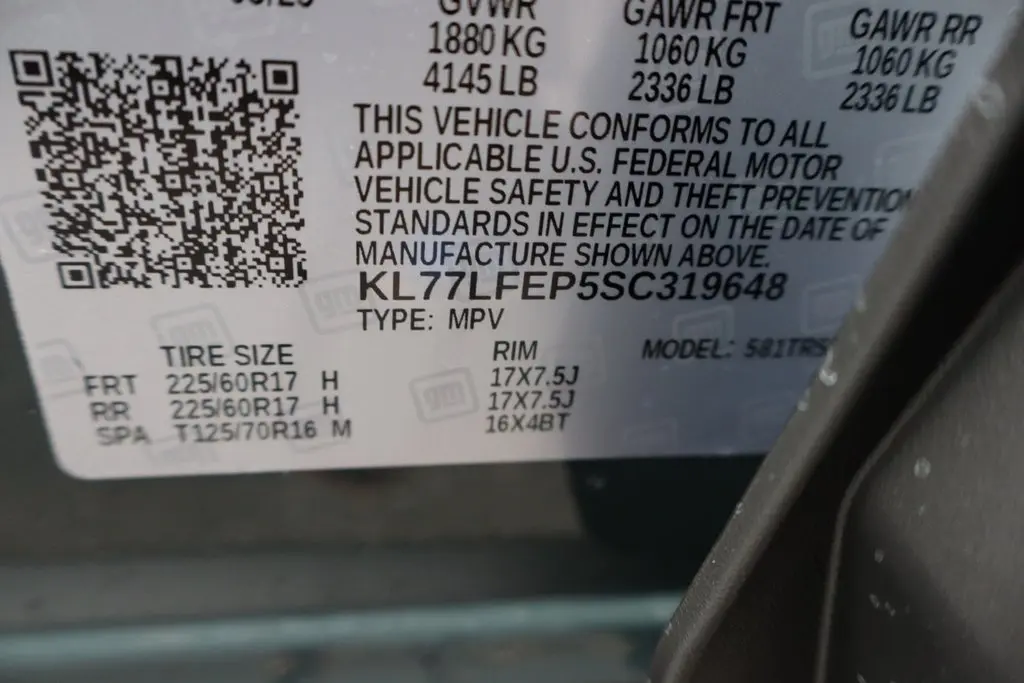 GVWR GAWR FRT GAWR RR
1880 KG 1060 KG 1060 KG
4145 LB 2336 LB 2336 LB
THIS VEHICLE CONFORMS TO ALL
APPLICABLE U.S. FEDERAL MOTOR
VEHICLE SAFETY AND THEFT PREVENTION
STANDARDS IN EFFECT ON THE DATE OF
MANUFACTURE SHOWN ABOVE.
KL77LFEP5SC319648
TYPE: MPV
TIRE SIZE RIM MODEL:
FRT 225/60R17 H 17X7.5J
RR 225/60R17 H 17X7.5J
SPA T125/70R16 M 16X4BT
gm